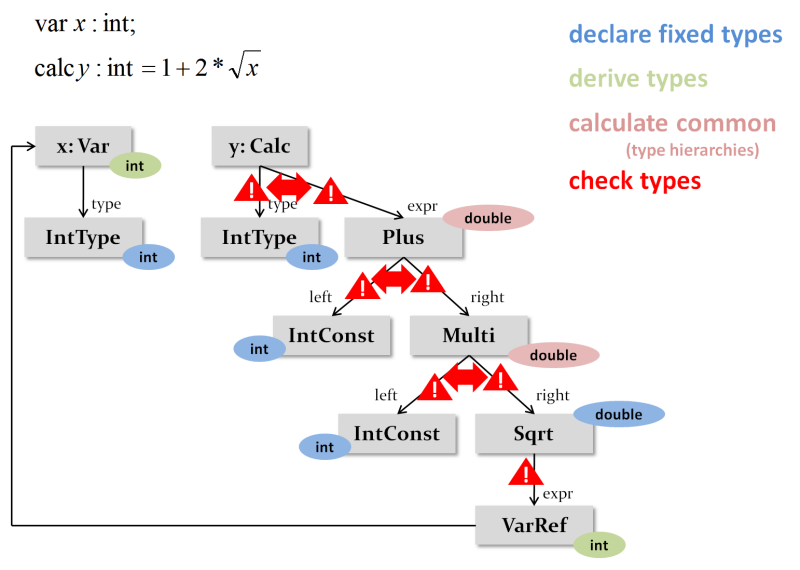 var x : int;
calc y : int = 1 + 2 * √x
declare fixed types
derive types
calculate common
(type hierarchies)
check types
x: Var
int
y: Calc
type
type
expr
IntType
int
IntType
int
Plus
double
left
right
IntConst
int
Multi
double
left
right
IntConst
int
Sqrt
double
expr
VarRef
int